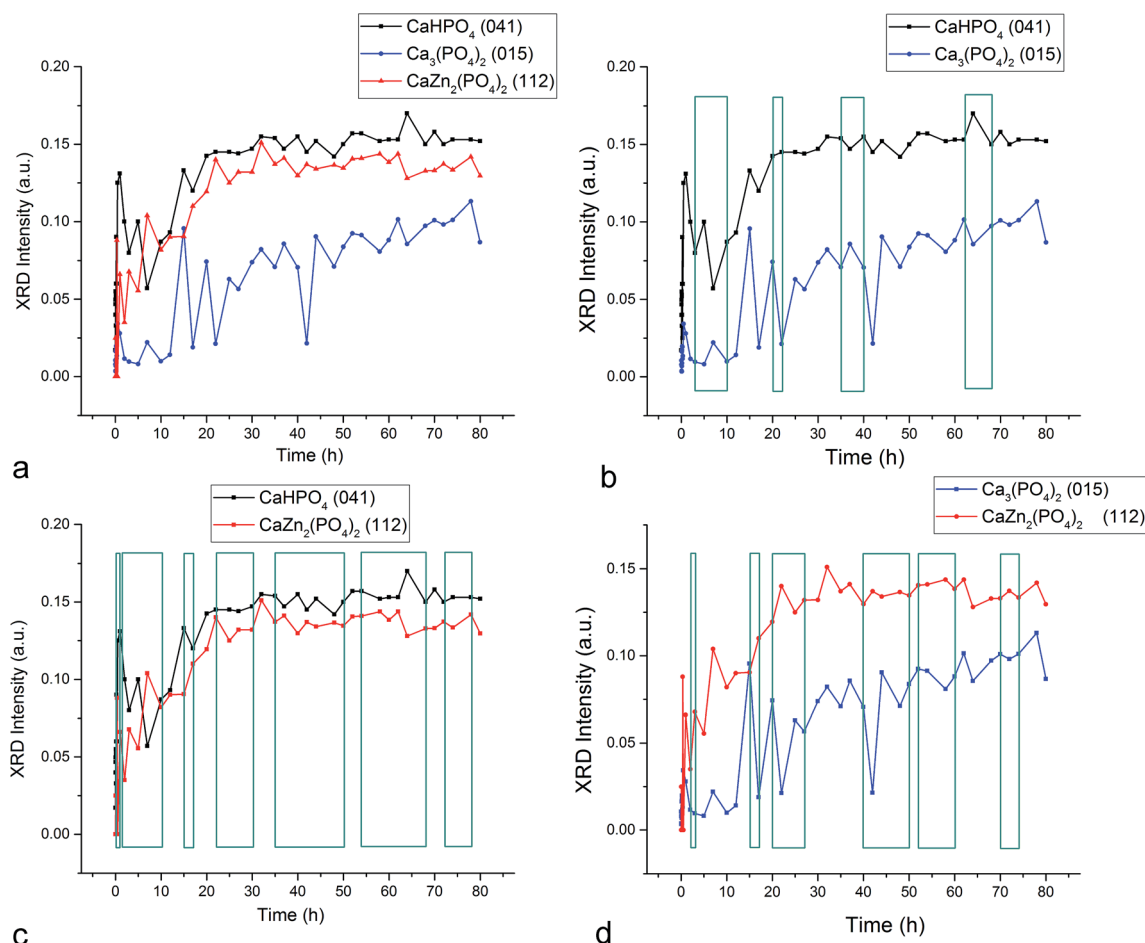 CaHPO₄ (041)
Ca₃(PO₄)₂ (015)
CaZn₂(PO₄)₂ (112)
0.20
0.15
0.10
0.05
0.00
XRD Intensity (a.u.)
0 10 20 30 40 50 60 70 80
Time (h)
a
CaHPO₄ (041)
Ca₃(PO₄)₂ (015)
0.20
0.15
0.10
0.05
0.00
XRD Intensity (a.u.)
0 10 20 30 40 50 60 70 80
Time (h)
b
CaHPO₄ (041)
CaZn₂(PO₄)₂ (112)
0.20
0.15
0.10
0.05
0.00
XRD Intensity (a.u.)
0 10 20 30 40 50 60 70 80
Time (h)
c
Ca₃(PO₄)₂ (015)
CaZn₂(PO₄)₂ (112)
0.15
0.10
0.05
0.00
XRD Intensity (a.u.)
0 10 20 30 40 50 60 70 80
Time (h)
d